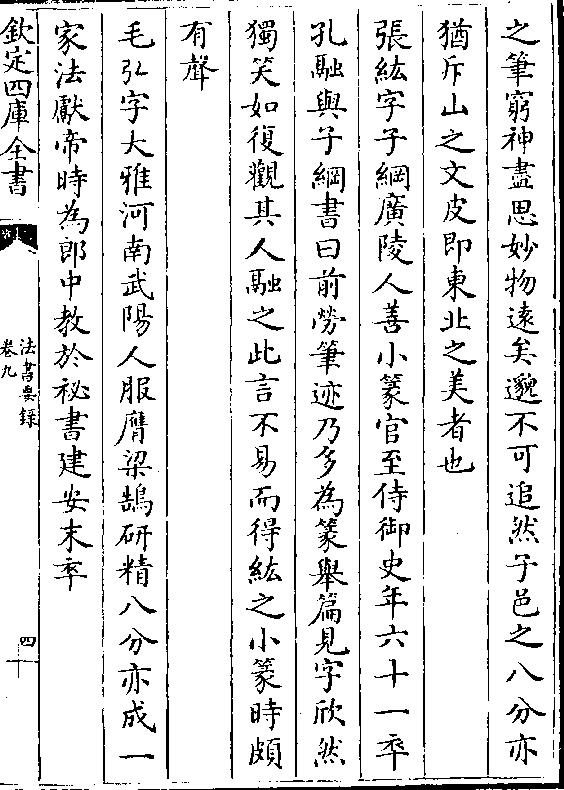 之筆窮神盡思妙物遠矣邈不可追然子邑之八分亦
猶斥山之文皮即東北之美者也
張紘字子綱廣陵人善小篆官至侍御史年六十一卒
孔融與子綱書曰前勞筆迹乃多為篆舉篇見字欣然
獨笑如復觀其人融之此言不易而得紘之小篆時頗
有聲
毛弘字大雅河南武陽人服膺梁鵠研精八分亦成一
家法獻帝時為郎中教於祕書建安末卒
欽定四庫全書
法書要錄
卷九
四十